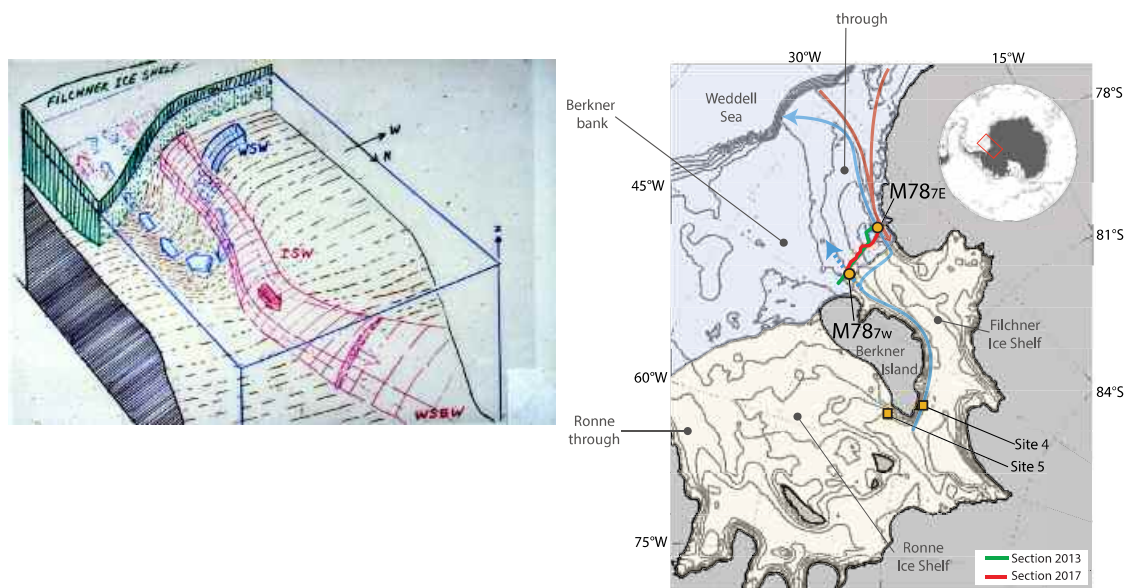 FILCHNER ICE SHELF
WSW
W
N
Z
ISW
WSBW
through
30°W
15°W
78°S
Weddell
Sea
Berkner
bank
45°W
M787E
81°S
M787W
Filchner
Ice Shelf
Berkner
Island
60°W
84°S
Ronne
through
Site 4
Site 5
75°W
Ronne
Ice Shelf
Section 2013
Section 2017